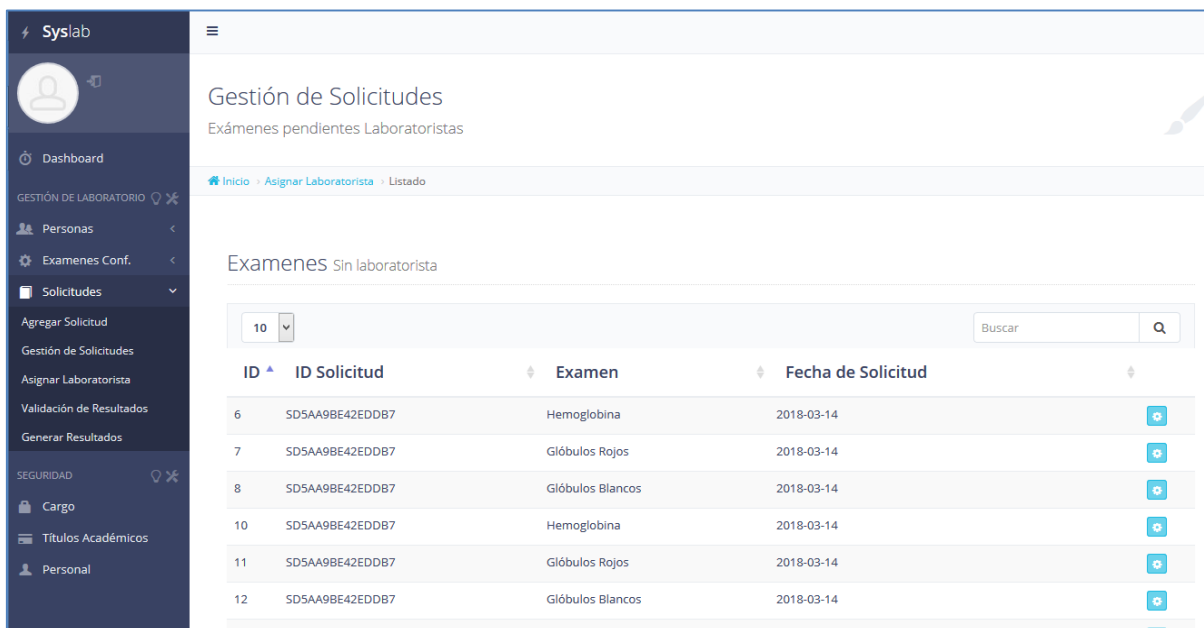 Syslab
Gestión de Solicitudes
Exámenes pendientes Laboratoristas
Inicio › Asignar Laboratorista › Listado
Dashboard
GESTIÓN DE LABORATORIO
Personas
Examenes Conf.
Solicitudes
Agregar Solicitud
Gestión de Solicitudes
Asignar Laboratorista
Validación de Resultados
Generar Resultados
SEGURIDAD
Cargo
Títulos Académicos
Personal
Examenes Sin laboratorista
10 Buscar
ID ID Solicitud Examen Fecha de Solicitud
6 SD5AA9BE42EDDB7 Hemoglobina 2018-03-14
7 SD5AA9BE42EDDB7 Glóbulos Rojos 2018-03-14
8 SD5AA9BE42EDDB7 Glóbulos Blancos 2018-03-14
10 SD5AA9BE42EDDB7 Hemoglobina 2018-03-14
11 SD5AA9BE42EDDB7 Glóbulos Rojos 2018-03-14
12 SD5AA9BE42EDDB7 Glóbulos Blancos 2018-03-14